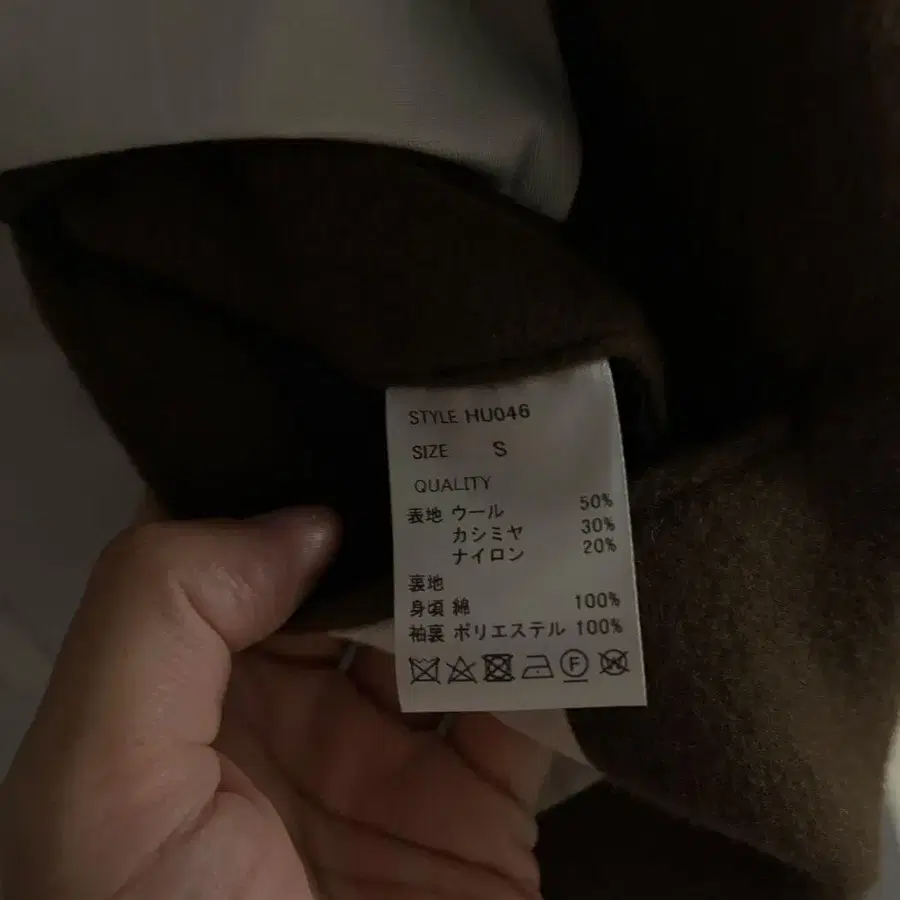 STYLE HU046
SIZE S
QUALITY
表地 ウール 50%
カシミヤ 30%
ナイロン 20%
裏地
身頃 綿 100%
袖裏 ポリエステル 100%
F W